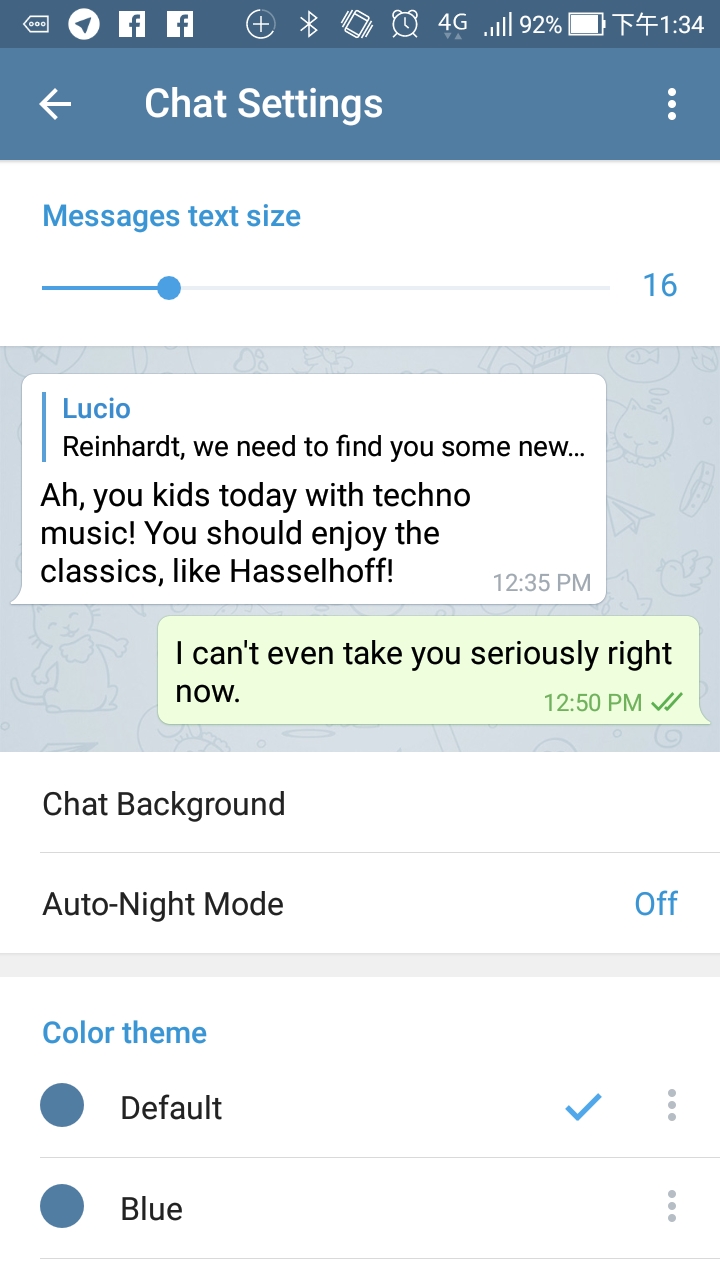 4G 92% 下午1:34
Chat Settings
Messages text size
16
Lucio
Reinhardt, we need to find you some new...
Ah, you kids today with techno
music! You should enjoy the
classics, like Hasselhoff!
12:35 PM
I can't even take you seriously right
now.
12:50 PM
Chat Background
Auto-Night Mode Off
Color theme
Default
Blue